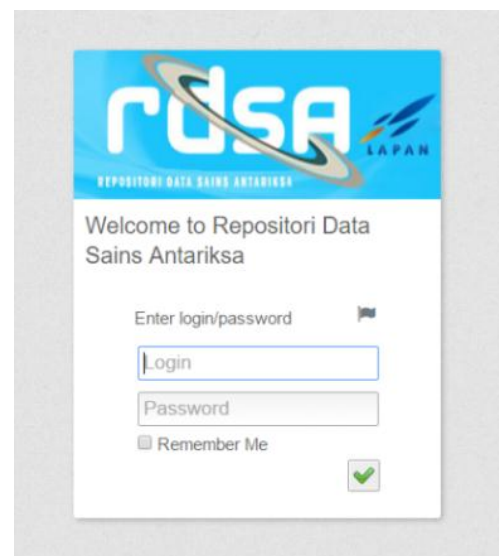 rdsa
LAPAN
REPOSITORI DATA SAINS ANTARIKSA
Welcome to Repositori Data
Sains Antariksa
Enter login/password
Login
Password
Remember Me